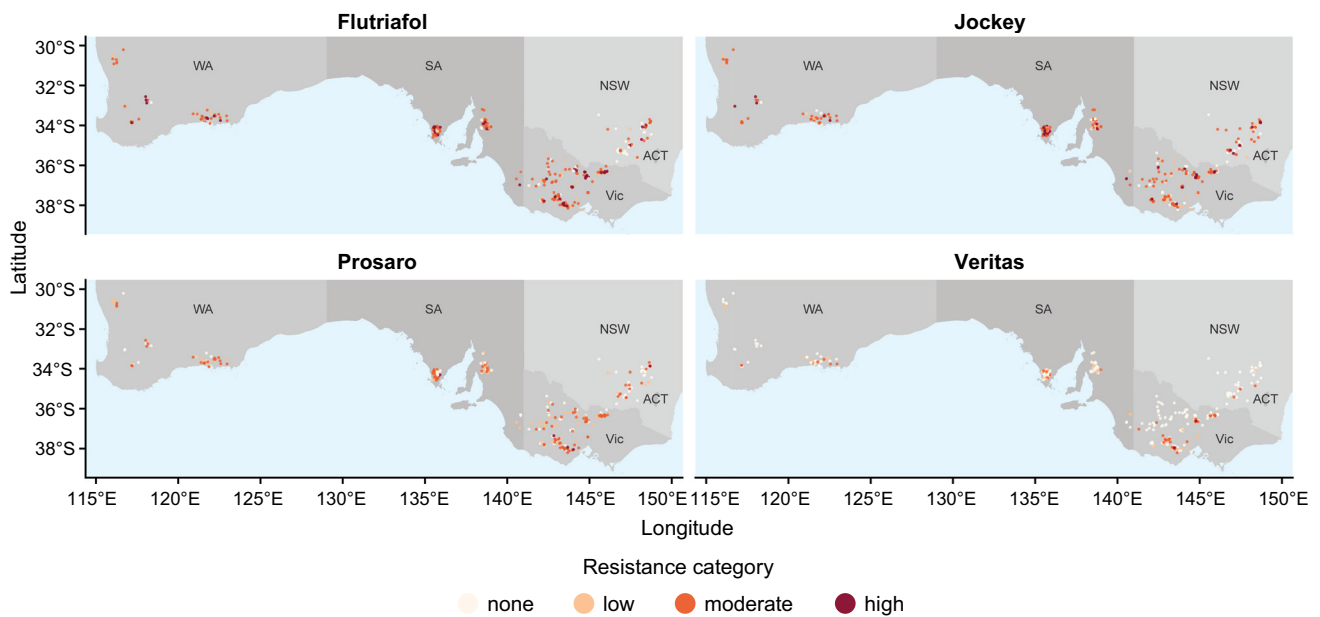 Flutriafol
Jockey
30°S
32°S
34°S
36°S
38°S
WA
SA
NSW
ACT
Vic
WA
SA
NSW
ACT
Vic
Latitude
Prosaro
Veritas
30°S
32°S
34°S
36°S
38°S
WA
SA
NSW
ACT
Vic
WA
SA
NSW
ACT
Vic
115°E 120°E 125°E 130°E 135°E 140°E 145°E 150°E
115°E 120°E 125°E 130°E 135°E 140°E 145°E 150°E
Longitude
Resistance category
none low moderate high